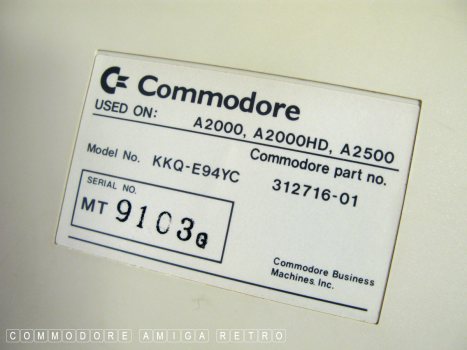 Commodore
USED ON: A2000, A2000HD, A2500
Commodore part no.
Model No. KKQ-E94YC 312716-01
SERIAL NO.
MT 9103Q
Commodore Business
Machines, Inc.
COMMODORE AMIGA RETRO